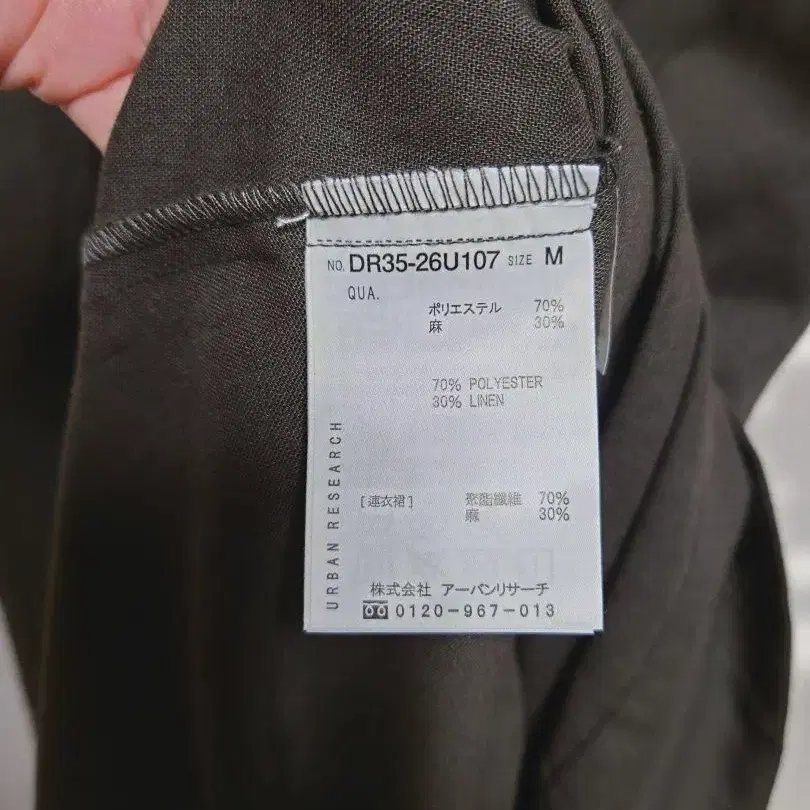 NO. DR35-26U107 SIZE M
QUA.
ポリエステル 70%
麻 30%
70% POLYESTER
30% LINEN
URBAN RESEARCH
[連衣裙] 聚酯纖維 70%
麻 30%
株式会社 アーバンリサーチ
0120-967-013